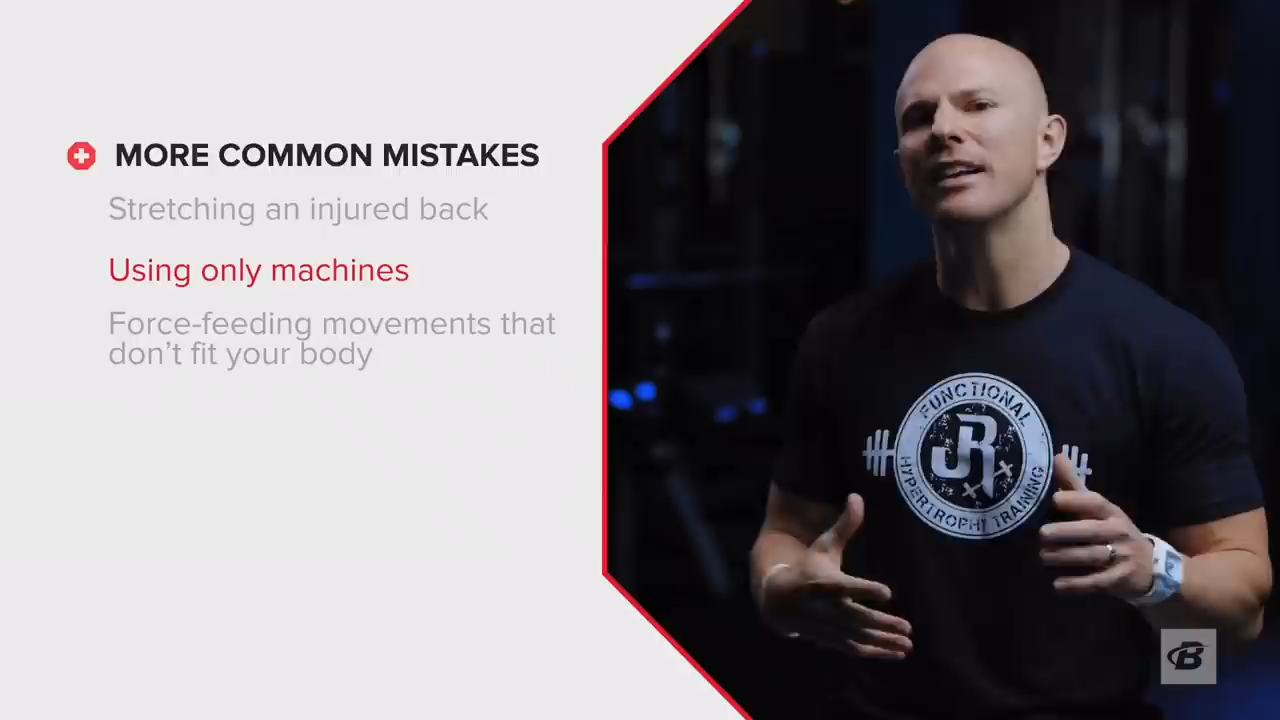 MORE COMMON MISTAKES
Stretching an injured back
Using only machines
Force-feeding movements that
don't fit your body
FUNCTIONAL
JR
HYPERTROPHY TRAINING
B